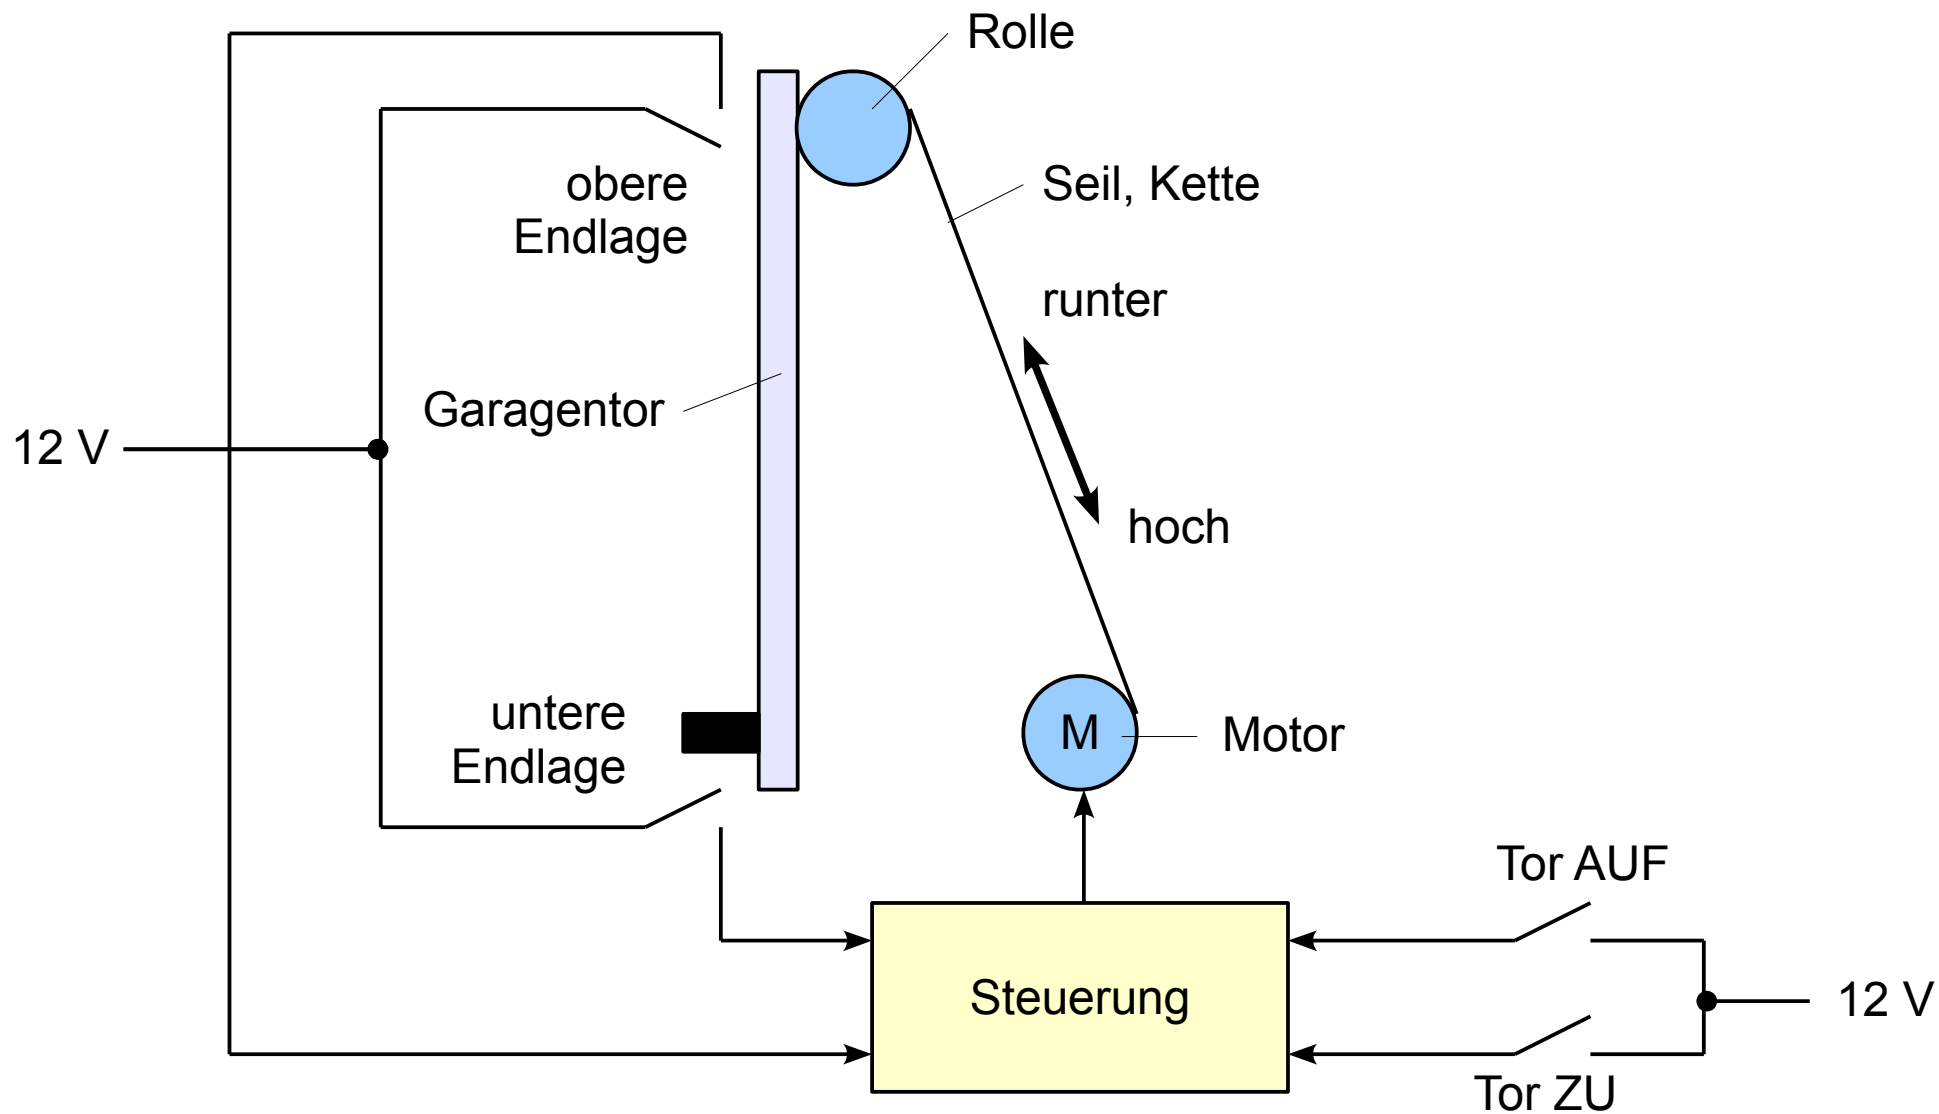 Rolle
obere
Endlage
Seil, Kette
runter
Garagentor
12 V
hoch
untere
Endlage
M
Motor
Tor AUF
Steuerung
12 V
Tor ZU